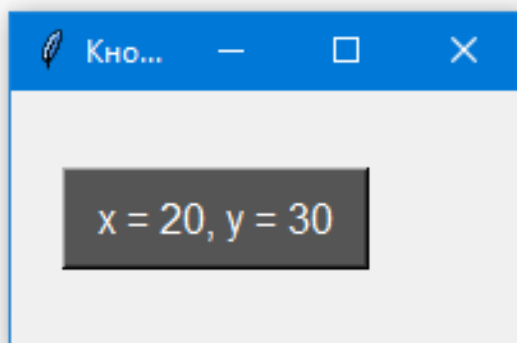 Кно...
x = 20, y = 30